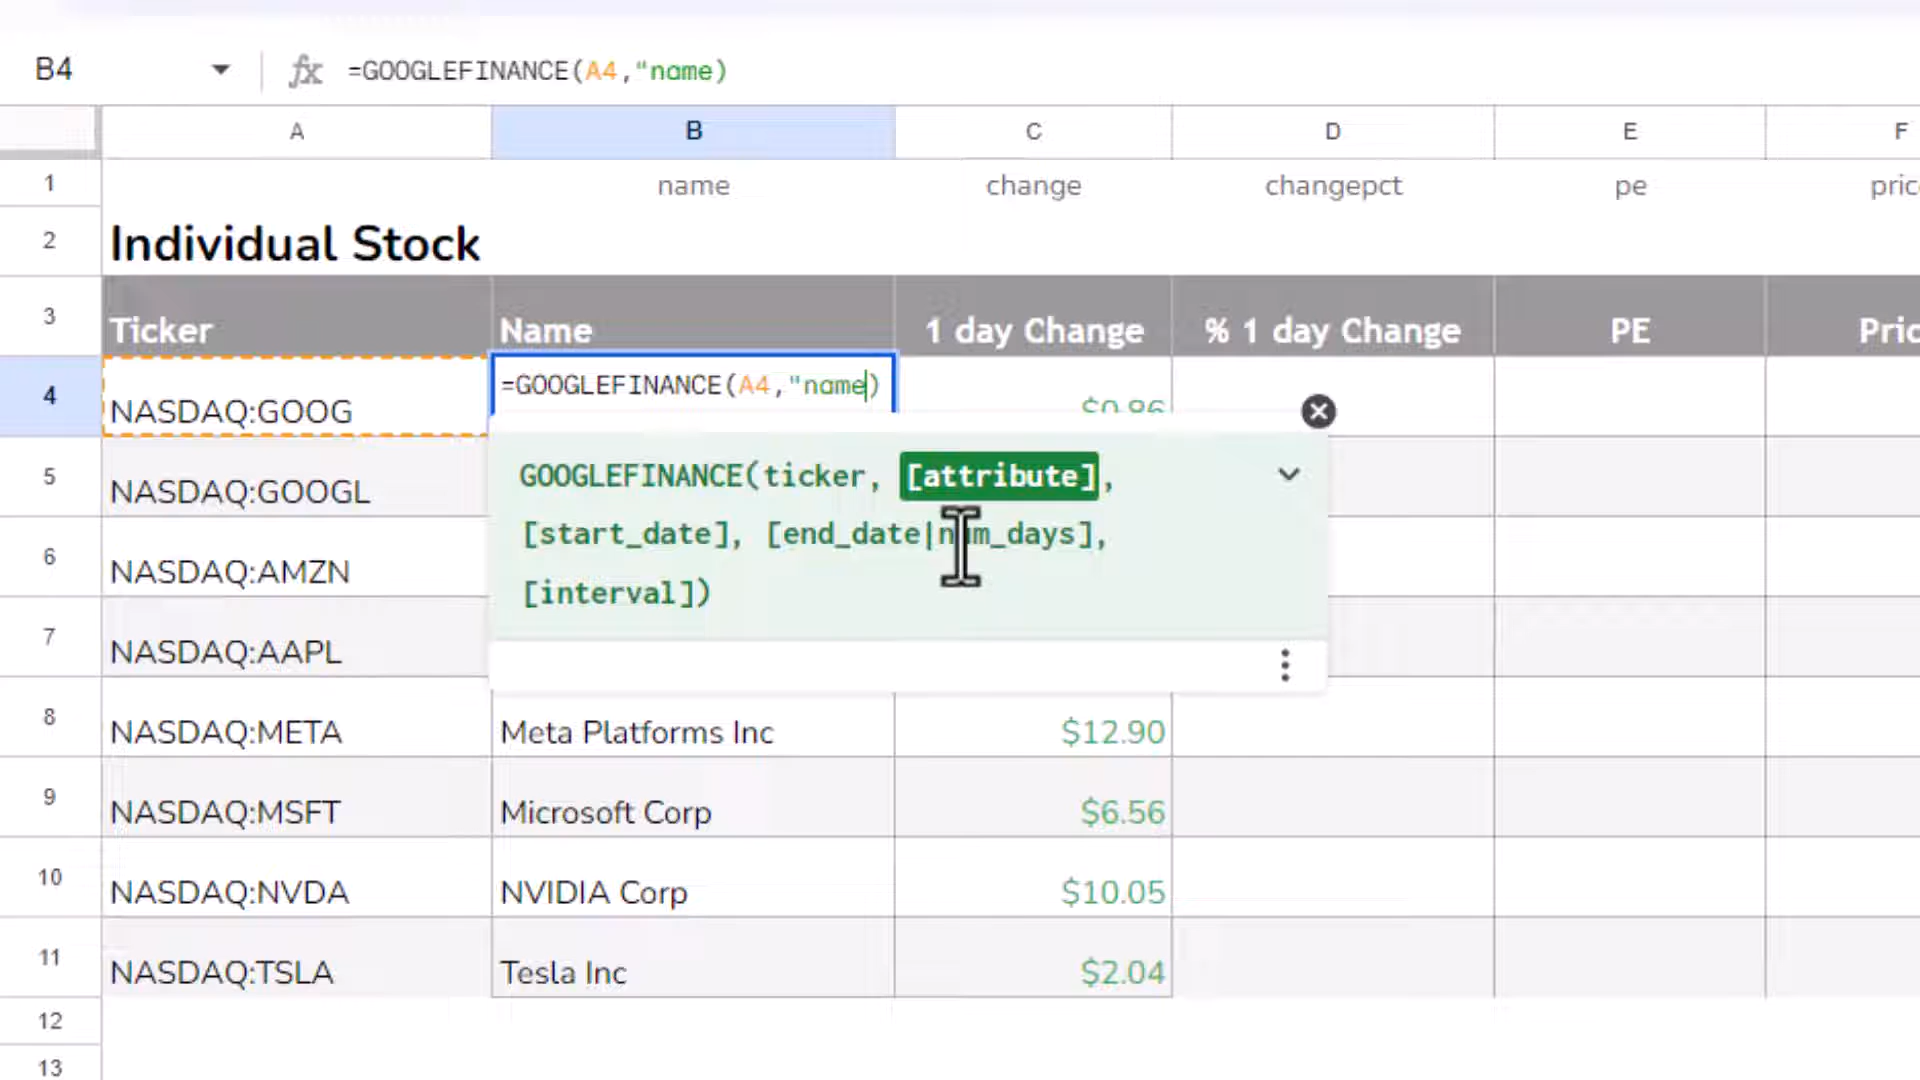 B4 fx =GOOGLEFINANCE(A4,"name)
A B C D E F
1 name change changepct pe
2 Individual Stock
3 Ticker Name 1 day Change % 1 day Change PE
4 NASDAQ:GOOG =GOOGLEFINANCE(A4,"name) $0.86
GOOGLEFINANCE(ticker, [attribute],
5 NASDAQ:GOOGL
[start_date], [end_date|num_days],
6 NASDAQ:AMZN
[interval])
7 NASDAQ:AAPL
8 NASDAQ:META Meta Platforms Inc $12.90
9 NASDAQ:MSFT Microsoft Corp $6.56
10 NASDAQ:NVDA NVIDIA Corp $10.05
11 NASDAQ:TSLA Tesla Inc $2.04
12
13